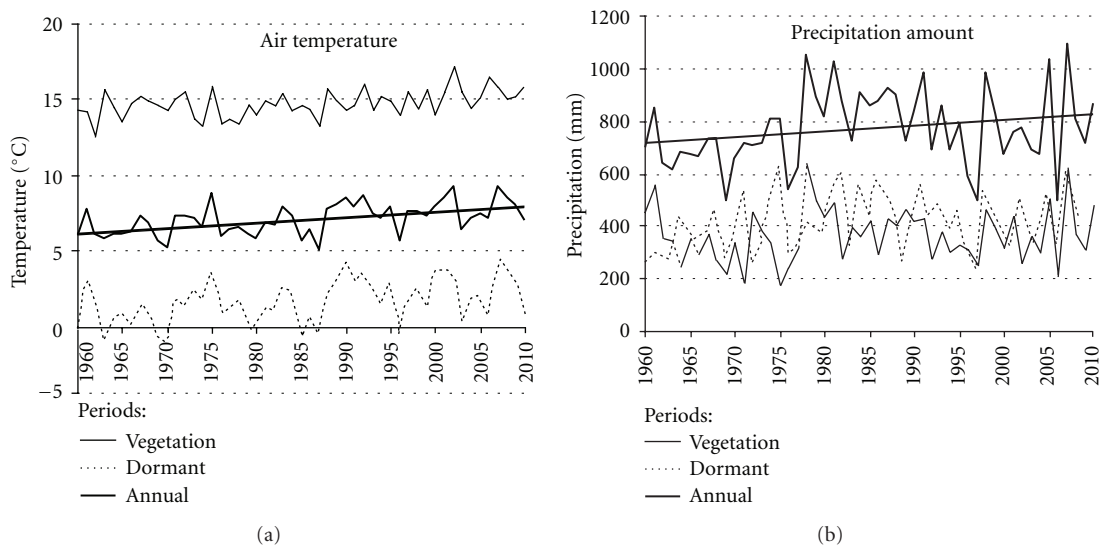 Air temperature
Temperature (°C)
20
15
10
5
0
−5
1960
1965
1970
1975
1980
1985
1990
1995
2000
2005
2010
Periods:
Vegetation
Dormant
Annual
(a)
Precipitation amount
Precipitation (mm)
1200
1000
800
600
400
200
0
1960
1965
1970
1975
1980
1985
1990
1995
2000
2005
2010
Periods:
Vegetation
Dormant
Annual
(b)